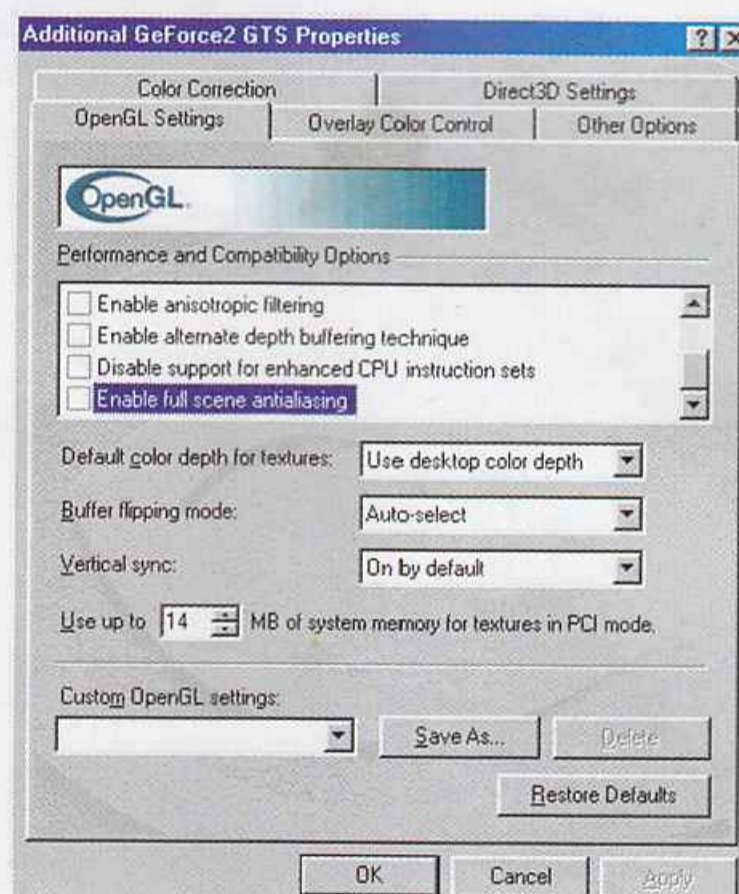 Additional GeForce2 GTS Properties
Color Correction
Direct3D Settings
OpenGL Settings
Overlay Color Control
Other Options
OpenGL®
Performance and Compatibility Options
Enable anisotropic filtering
Enable alternate depth buffering technique
Disable support for enhanced CPU instruction sets
Enable full scene antialiasing
Default color depth for textures: Use desktop color depth
Buffer flipping mode: Auto-select
Vertical sync: On by default
Use up to 14 MB of system memory for textures in PCI mode.
Custom OpenGL settings:
Save As... Delete
Restore Defaults
OK Cancel Apply